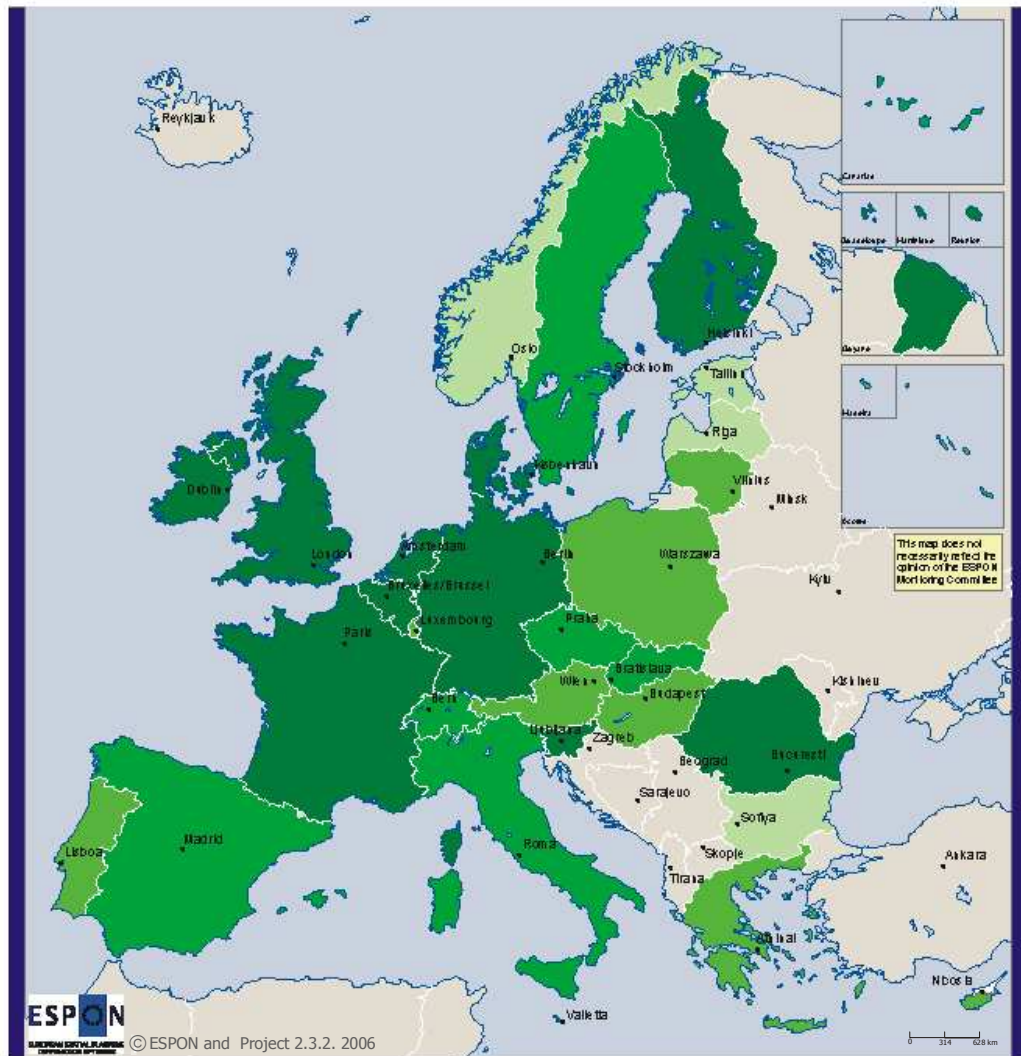 Reykjavik
Oslo
Helsinki
Stockholm
Tallinn
Riga
København
Vilnius
Minsk
Dublin
London
Amsterdam
Berlin
Warszawa
Bruxelles/Brussel
Kyiv
Luxembourg
Praha
Paris
Bratislava
Wien
Budapest
Kishinev
Bern
Ljubljana
Zagreb
Bucuresti
Beograd
Sarajevo
Sofiya
Madrid
Lisboa
Roma
Skopje
Tirana
Ankara
Athinai
Nicosia
Valletta
Canarias
Guadeloupe
Martinique
Reunion
Guyane
Madeira
This map does not
necessarily reflect the
opinion of the ESPON
Monitoring Committee
ESPON
© ESPON and Project 2.3.2. 2006
0 314 628 km